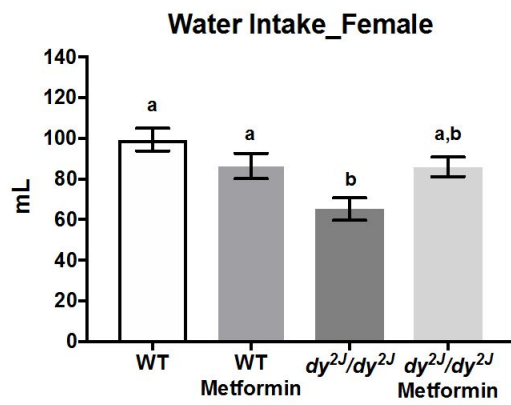 Water Intake_Female
140
120
100
80
60
40
20
0
mL
a
a
b
a,b
WT
WT
Metformin
dy²ᴶ/dy²ᴶ
dy²ᴶ/dy²ᴶ
Metformin